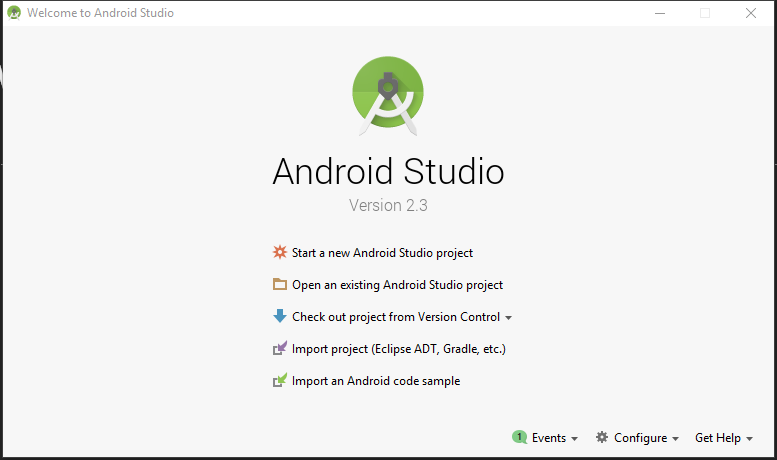 Welcome to Android Studio
Android Studio
Version 2.3
Start a new Android Studio project
Open an existing Android Studio project
Check out project from Version Control
Import project (Eclipse ADT, Gradle, etc.)
Import an Android code sample
1 Events Configure Get Help